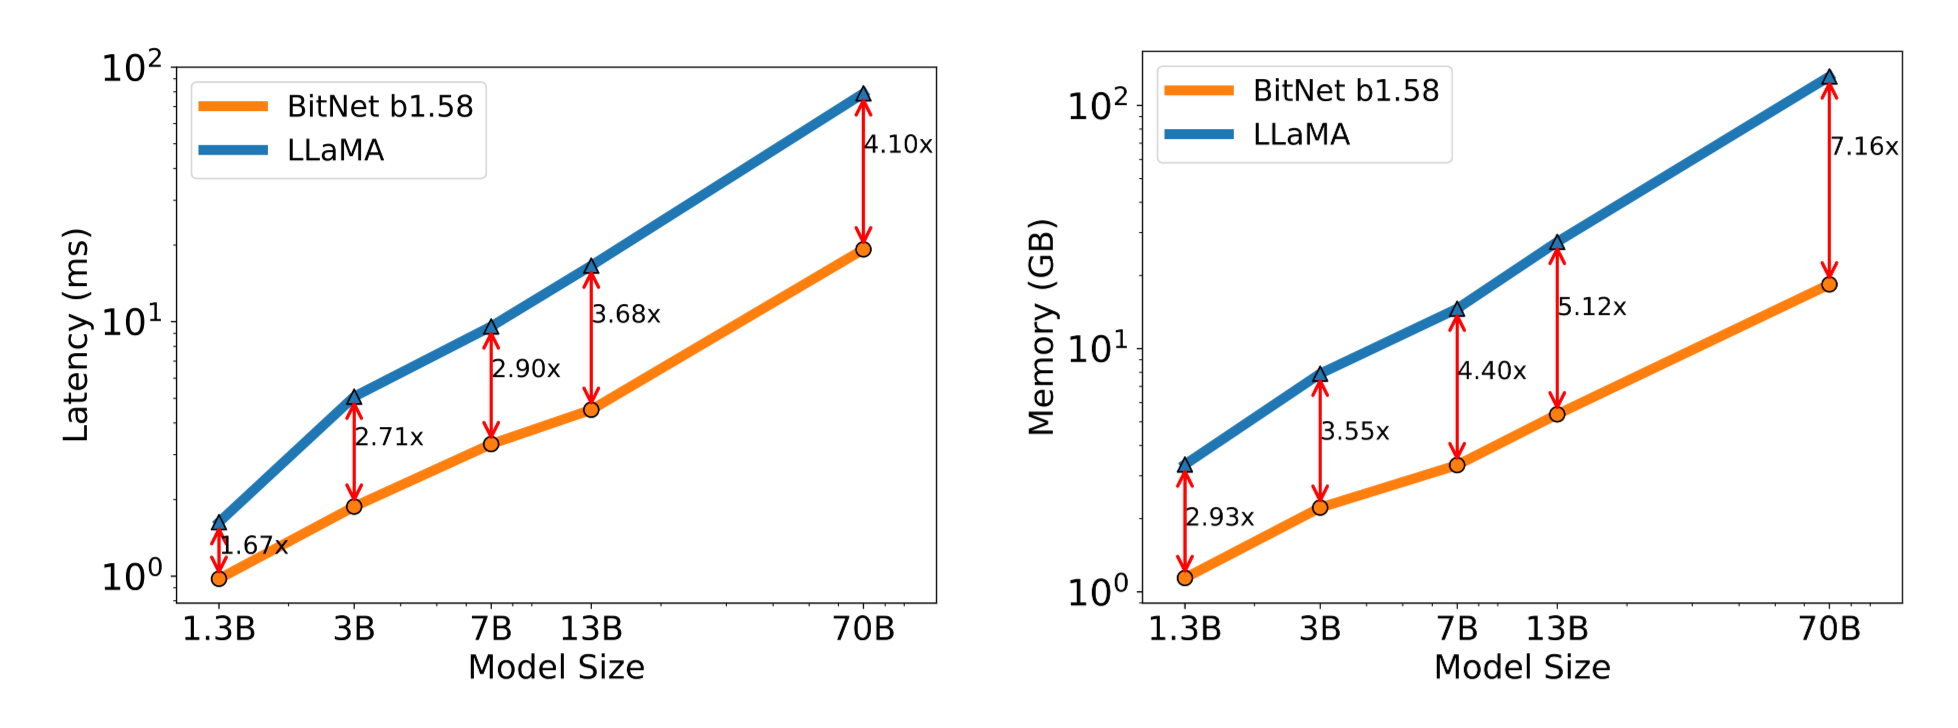 10²
BitNet b1.58
LLaMA
4.10x
3.68x
10¹
2.90x
2.71x
1.67x
10⁰
Latency (ms)
1.3B 3B 7B 13B 70B
Model Size
BitNet b1.58
LLaMA
10²
7.16x
5.12x
10¹
4.40x
3.55x
2.93x
10⁰
Memory (GB)
1.3B 3B 7B 13B 70B
Model Size